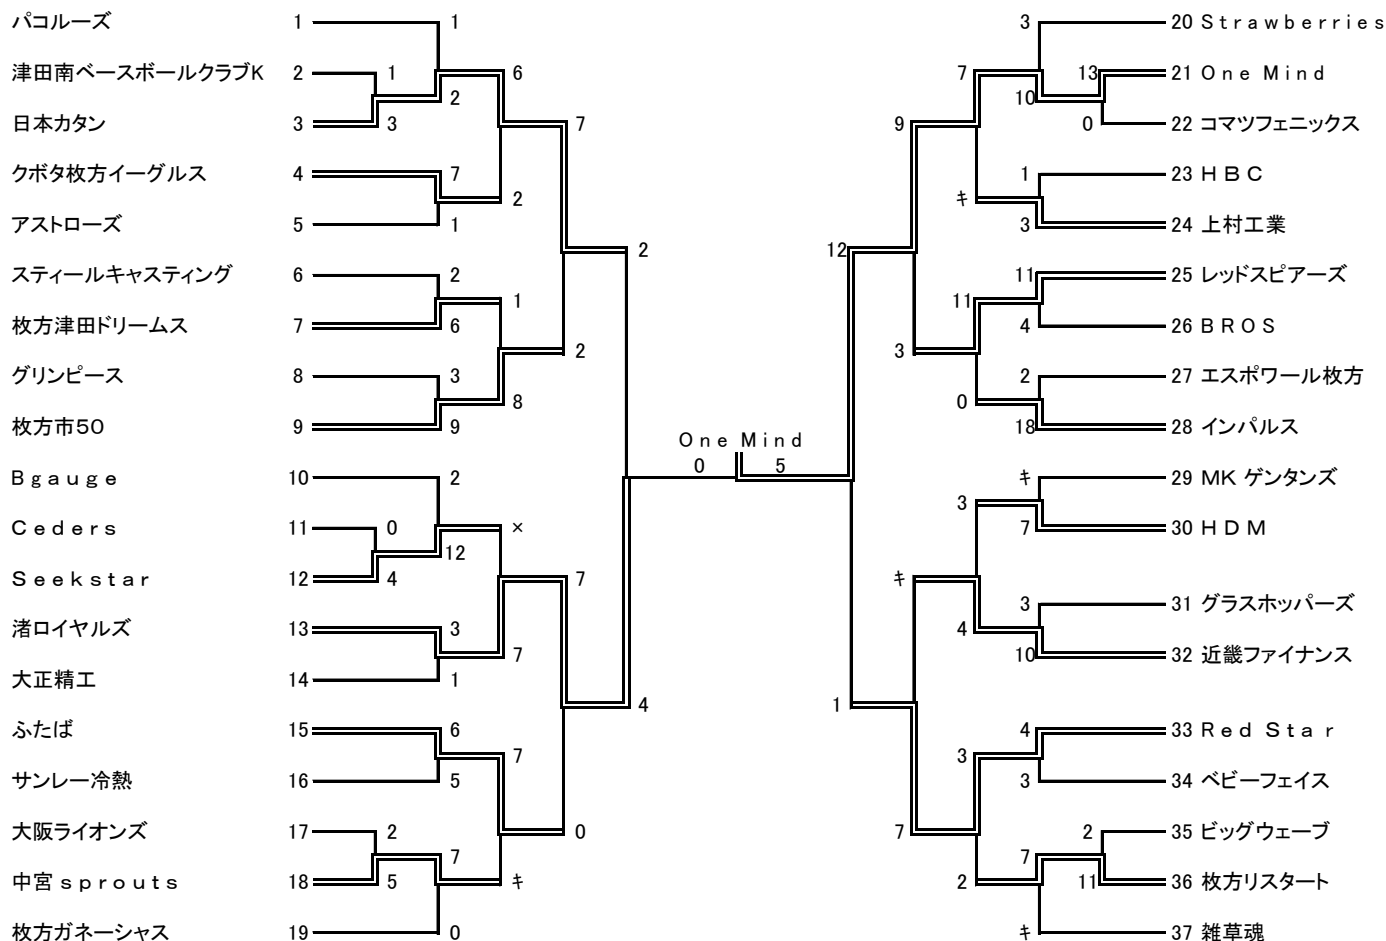 パコルーズ 1 1
津田南ベースボールクラブK 2 1 6
2
日本カタン 3 3 7
クボタ枚方イーグルス 4 7
2
アストローズ 5 1
2
スティールキャスティング 6 2
1
枚方津田ドリームス 7 6
2
グリンピース 8 3
8
枚方市50 9 9
One Mind
0 5
Bgauge 10 2
Ceders 11 0 ×
12
Seekstar 12 4 7
渚ロイヤルズ 13 3
7
大正精工 14 1
4
ふたば 15 6
7
サンレー冷熱 16 5
大阪ライオンズ 17 2 0
7
中宮sprouts 18 5 キ
枚方ガネーシャス 19 0
3 20 Strawberries
7 13 21 One Mind
10
9 0 22 コマツフェニックス
1 23 HBC
キ
3 24 上村工業
12
11 25 レッドスピアーズ
11
4 26 BROS
3
2 27 エスポワール枚方
0
18 28 インパルス
キ 29 MK ゲンタンズ
3
7 30 HDM
キ
3 31 グラスホッパーズ
4
10 32 近畿ファイナンス
1
4 33 Red Star
3
3 34 ベビーフェイス
7 2 35 ビッグウェーブ
7
2 11 36 枚方リスタート
キ 37 雑草魂